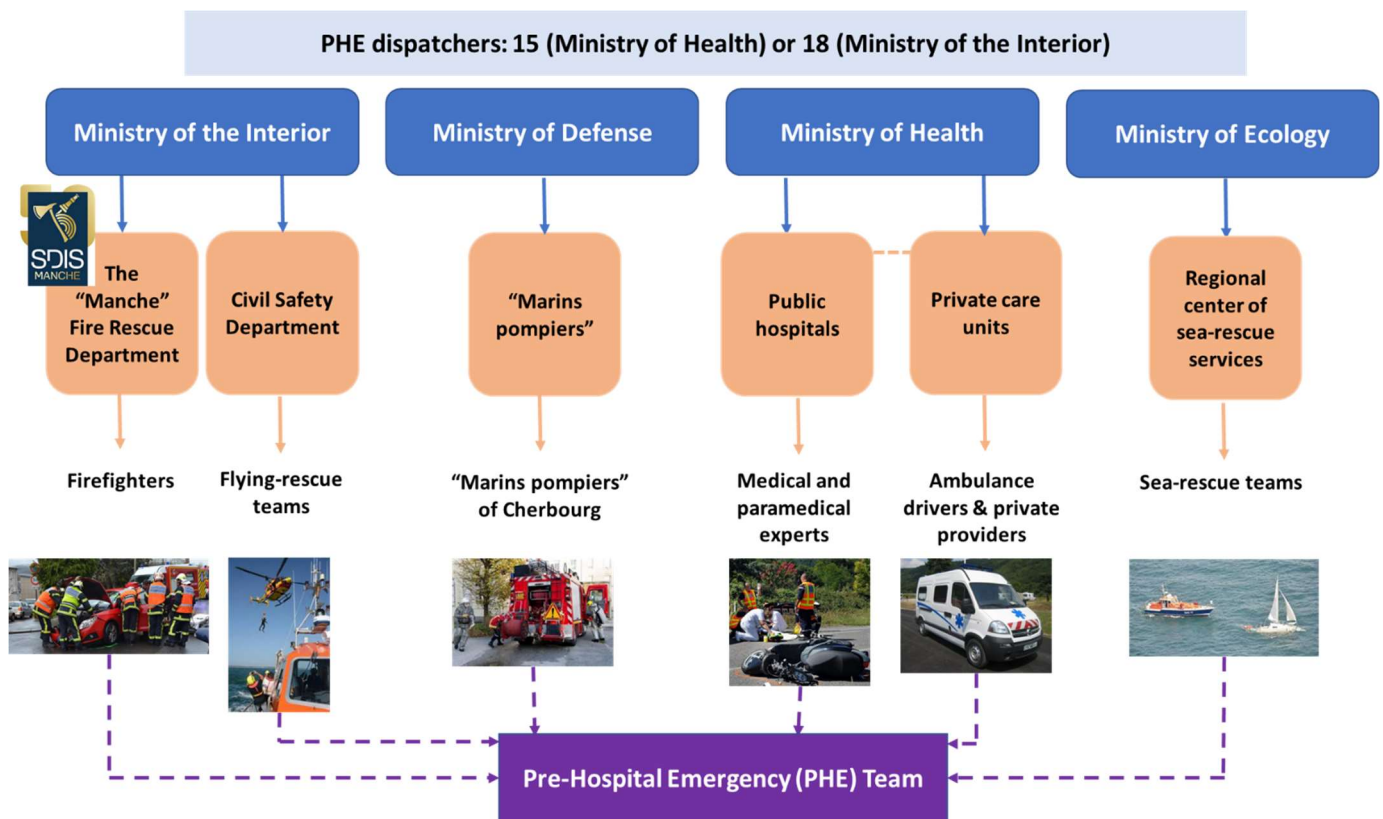 PHE dispatchers: 15 (Ministry of Health) or 18 (Ministry of the Interior)
Ministry of the Interior
Ministry of Defense
Ministry of Health
Ministry of Ecology
50
SDIS
MANCHE
The
“Manche”
Fire Rescue
Department
Civil Safety
Department
“Marins
pompiers”
Public
hospitals
Private care
units
Regional
center of
sea-rescue
services
Firefighters
Flying-rescue
teams
“Marins pompiers”
of Cherbourg
Medical and
paramedical
experts
Ambulance
drivers & private
providers
Sea-rescue teams
Pre-Hospital Emergency (PHE) Team